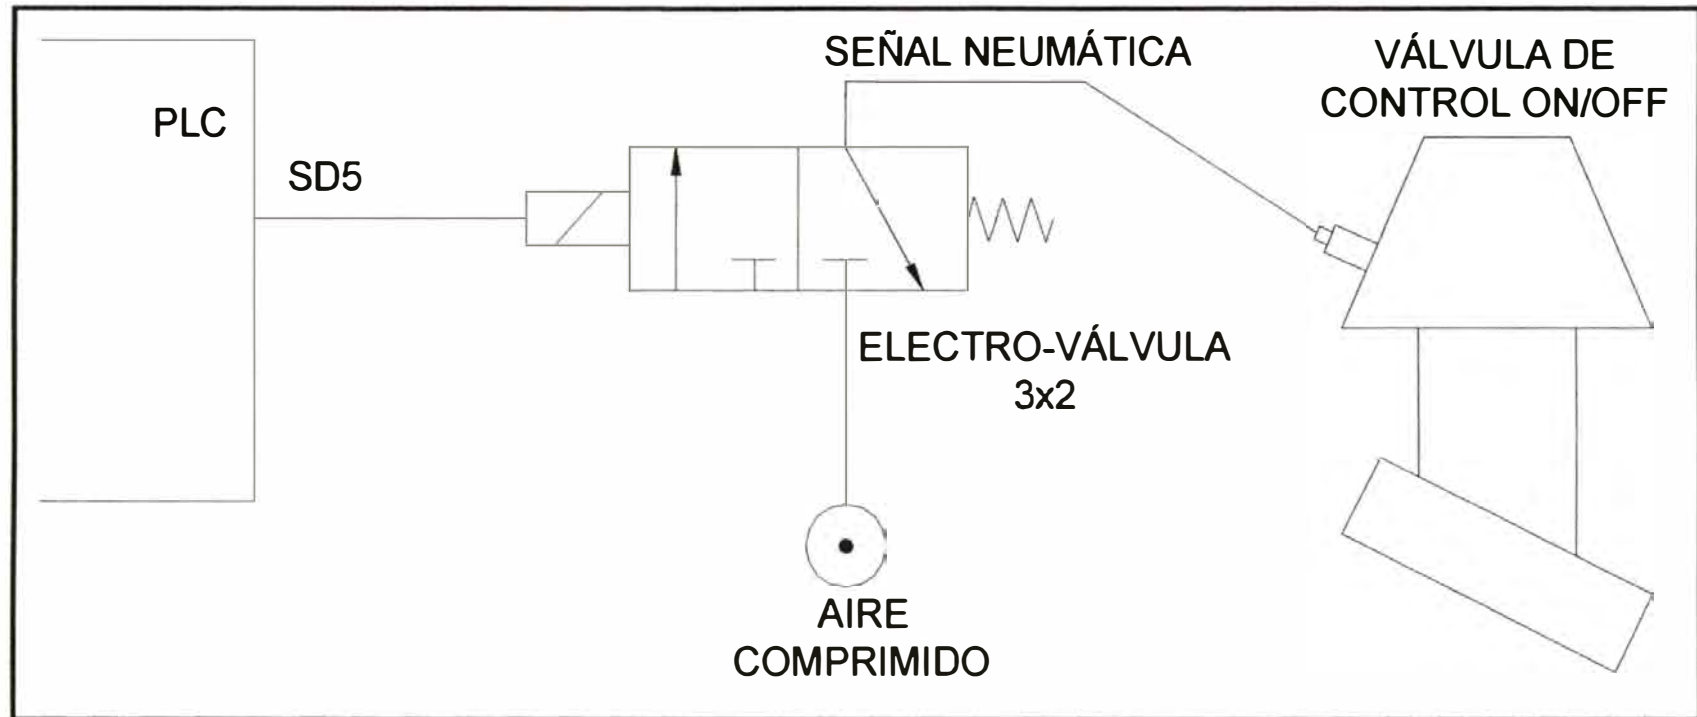 SEÑAL NEUMÁTICA
VÁLVULA DE
CONTROL ON/OFF
PLC
SD5
ELECTRO-VÁLVULA
3x2
AIRE
COMPRIMIDO